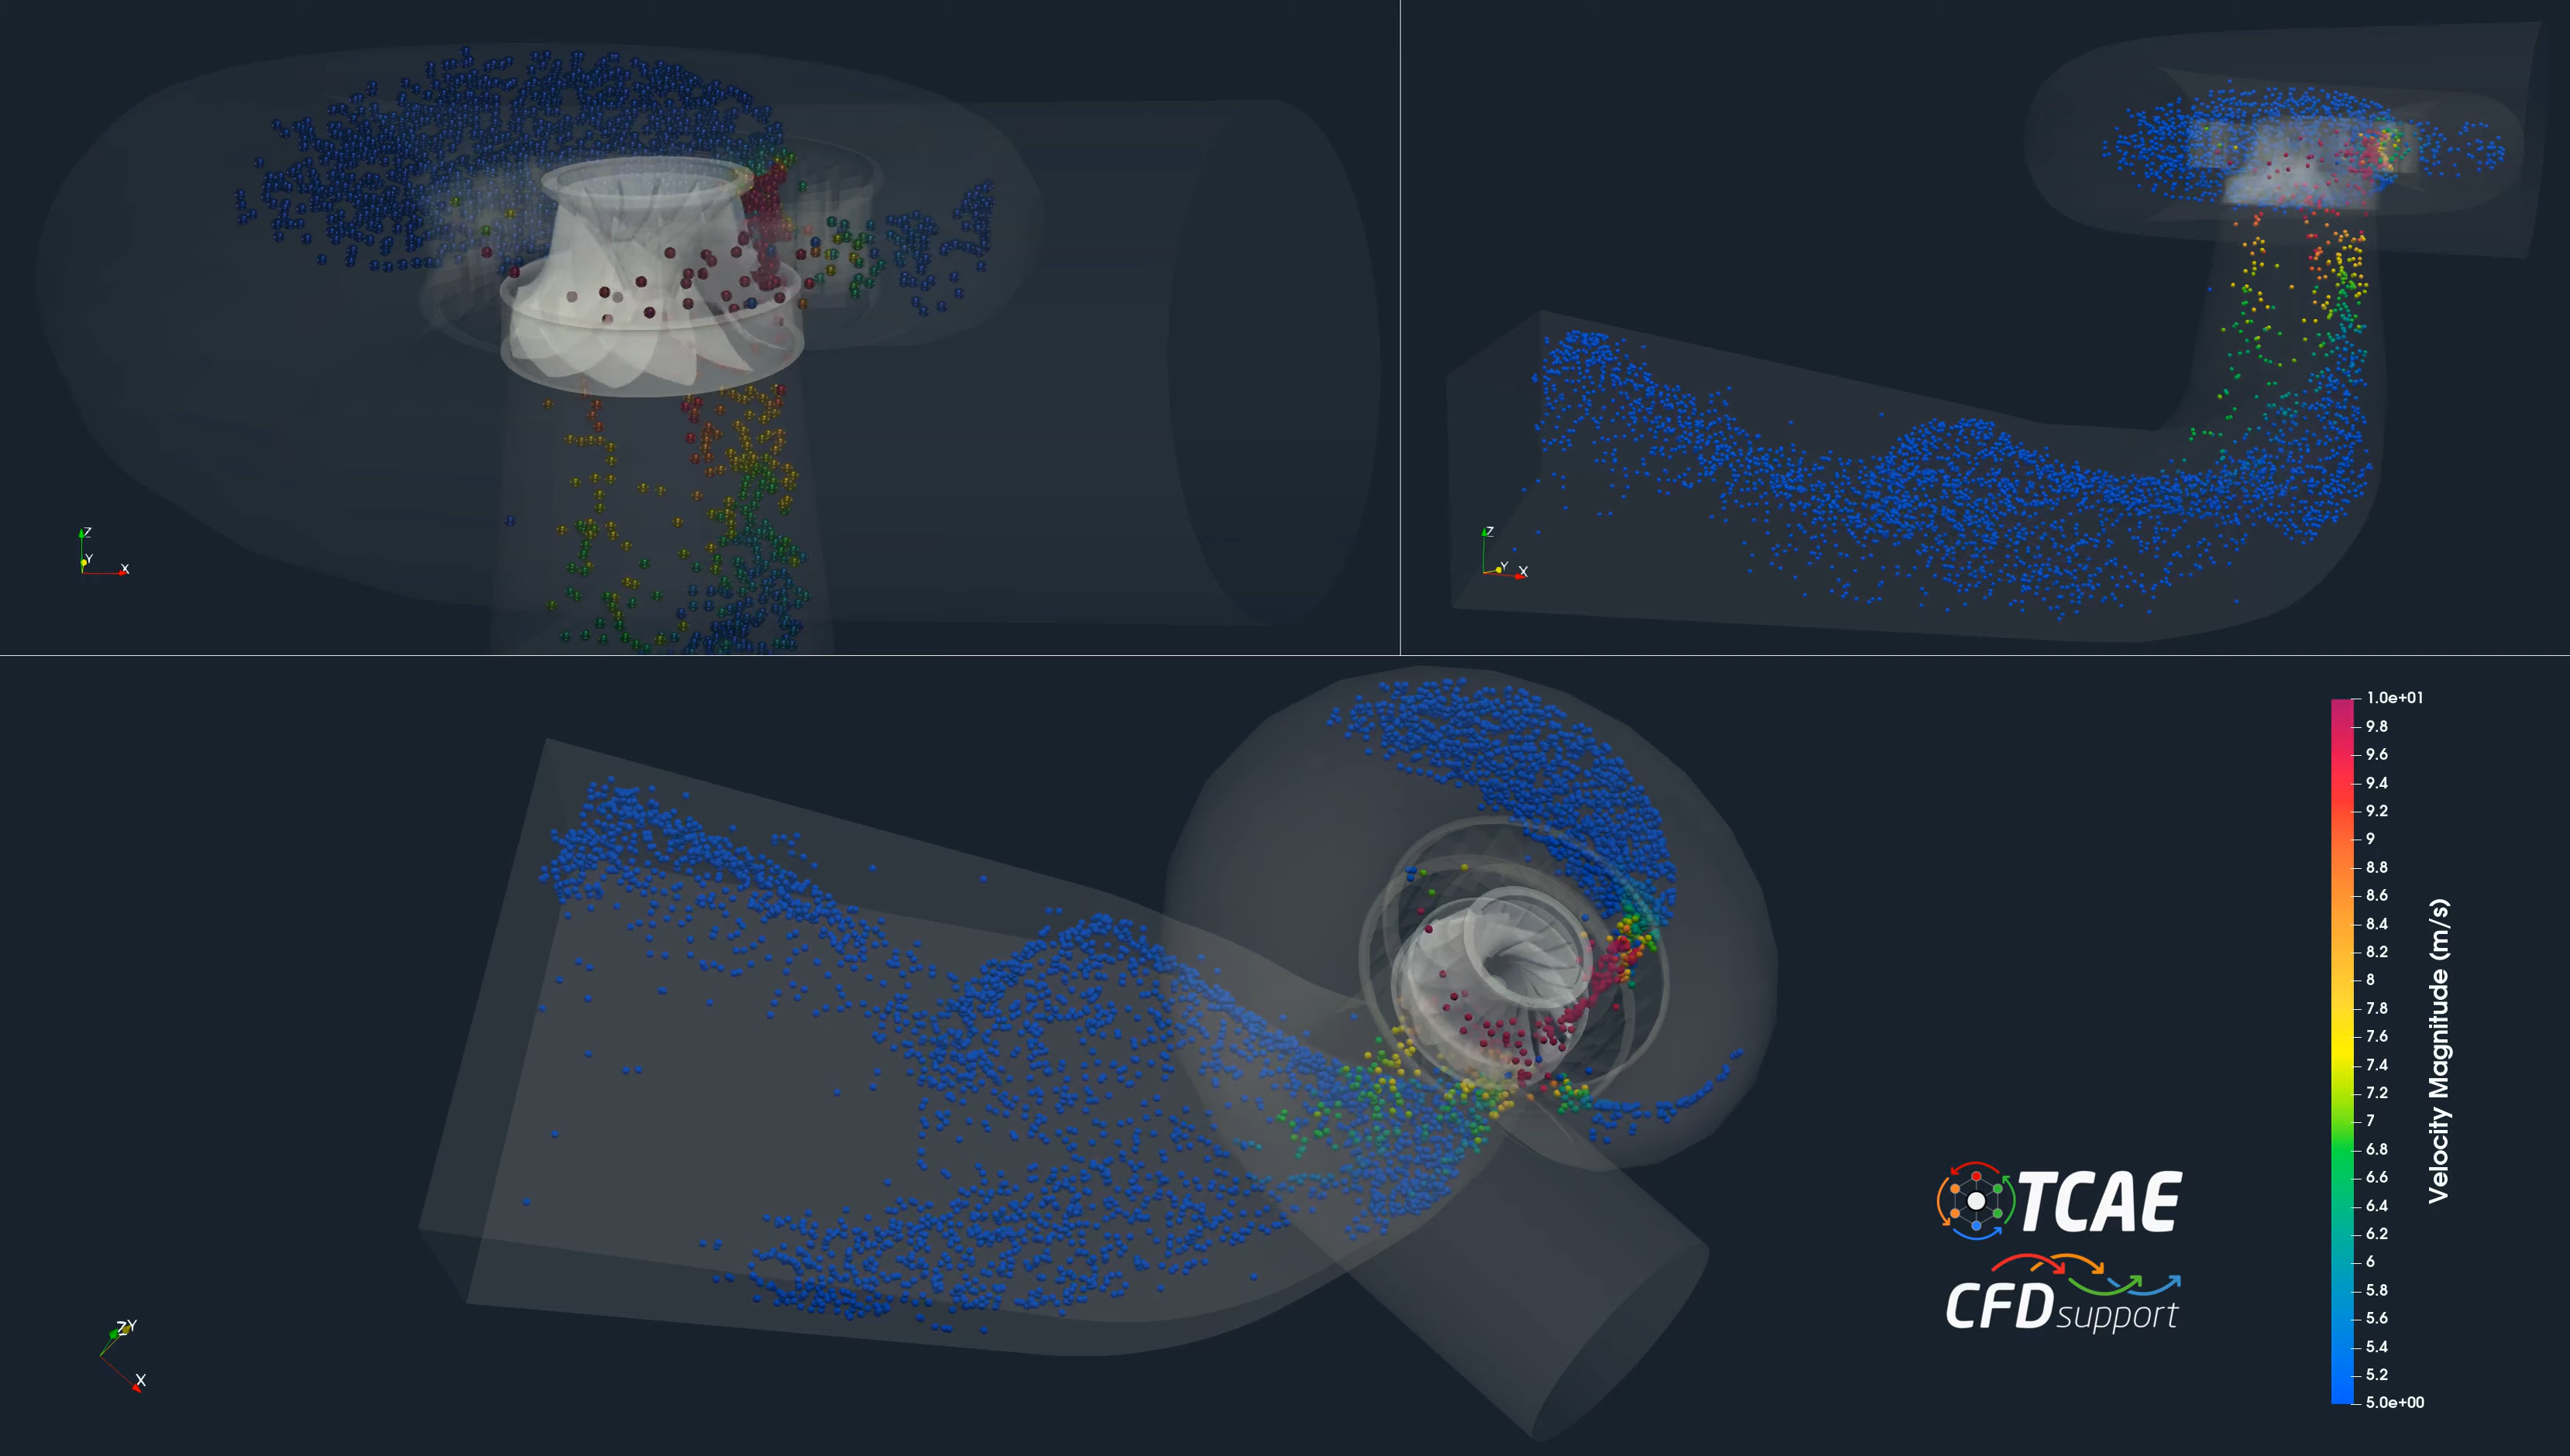 Z
Y
X
Z
Y
X
1.0e+01
9.8
9.6
9.4
9.2
9
8.8
8.6
8.4
8.2
8
7.8
7.6
7.4
7.2
7
6.8
6.6
6.4
6.2
6
5.8
5.6
5.4
5.2
5.0e+00
Velocity Magnitude (m/s)
TCAE
CFD support
ZY
X